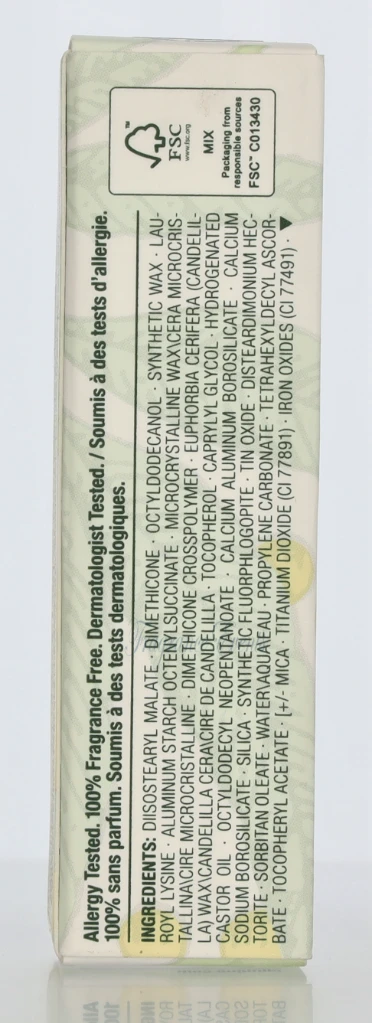 Allergy Tested. 100% Fragrance Free. Dermatologist Tested. / Soumis à des tests d'allergie.
100% sans parfum. Soumis à des tests dermatologiques.
INGREDIENTS: DIISOSTEARYL MALATE · DIMETHICONE · OCTYLDODECANOL · SYNTHETIC WAX · LAU-
ROYL LYSINE · ALUMINUM STARCH OCTENYLSUCCINATE · MICROCRYSTALLINE WAX\CERA MICROCRIS-
TALLINA\CIRE MICROCRISTALLINE · DIMETHICONE CROSSPOLYMER · EUPHORBIA CERIFERA (CANDELIL-
LA) WAX\CANDELILLA CERA\CIRE DE CANDELILLA · TOCOPHEROL · CAPRYLYL GLYCOL · HYDROGENATED
CASTOR OIL · OCTYLDODECYL NEOPENTANOATE · CALCIUM ALUMINUM BOROSILICATE · CALCIUM
SODIUM BOROSILICATE · SILICA · SYNTHETIC FLUORPHLOGOPITE · TIN OXIDE · DISTEARDIMONIUM HEC-
TORITE · SORBITAN OLEATE · WATER\AQUA\EAU · PROPYLENE CARBONATE · TETRAHEXYLDECYL ASCOR-
BATE · TOCOPHERYL ACETATE · [+/- MICA · TITANIUM DIOXIDE (CI 77891) · IRON OXIDES (CI 77491) · ▼
FSC™
www.fsc.org
MIX
Packaging from
responsible sources
FSC™ C013430